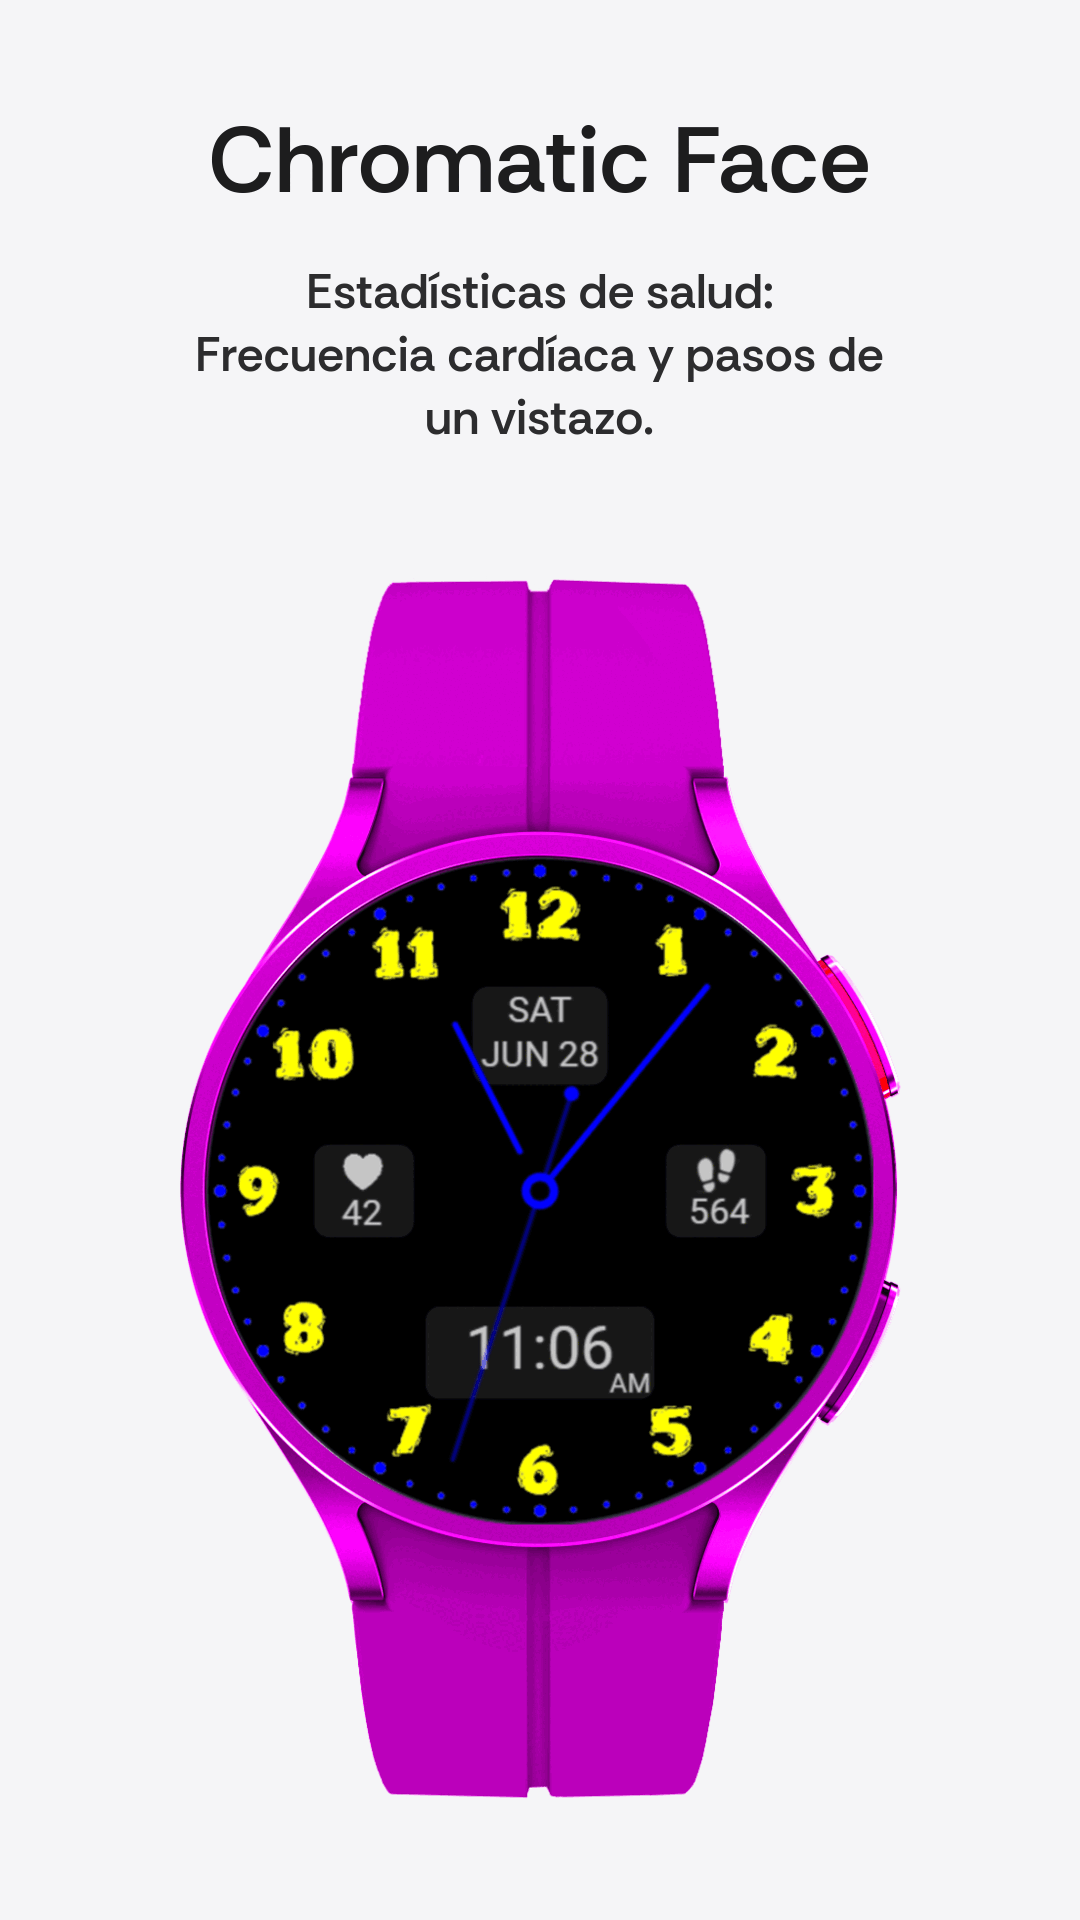 Chromatic Face
Estadísticas de salud:
Frecuencia cardíaca y pasos de
un vistazo.
12
11
1
SAT
JUN 28
10
2
42
564
9
3
8
4
11:06
AM
7
5
6